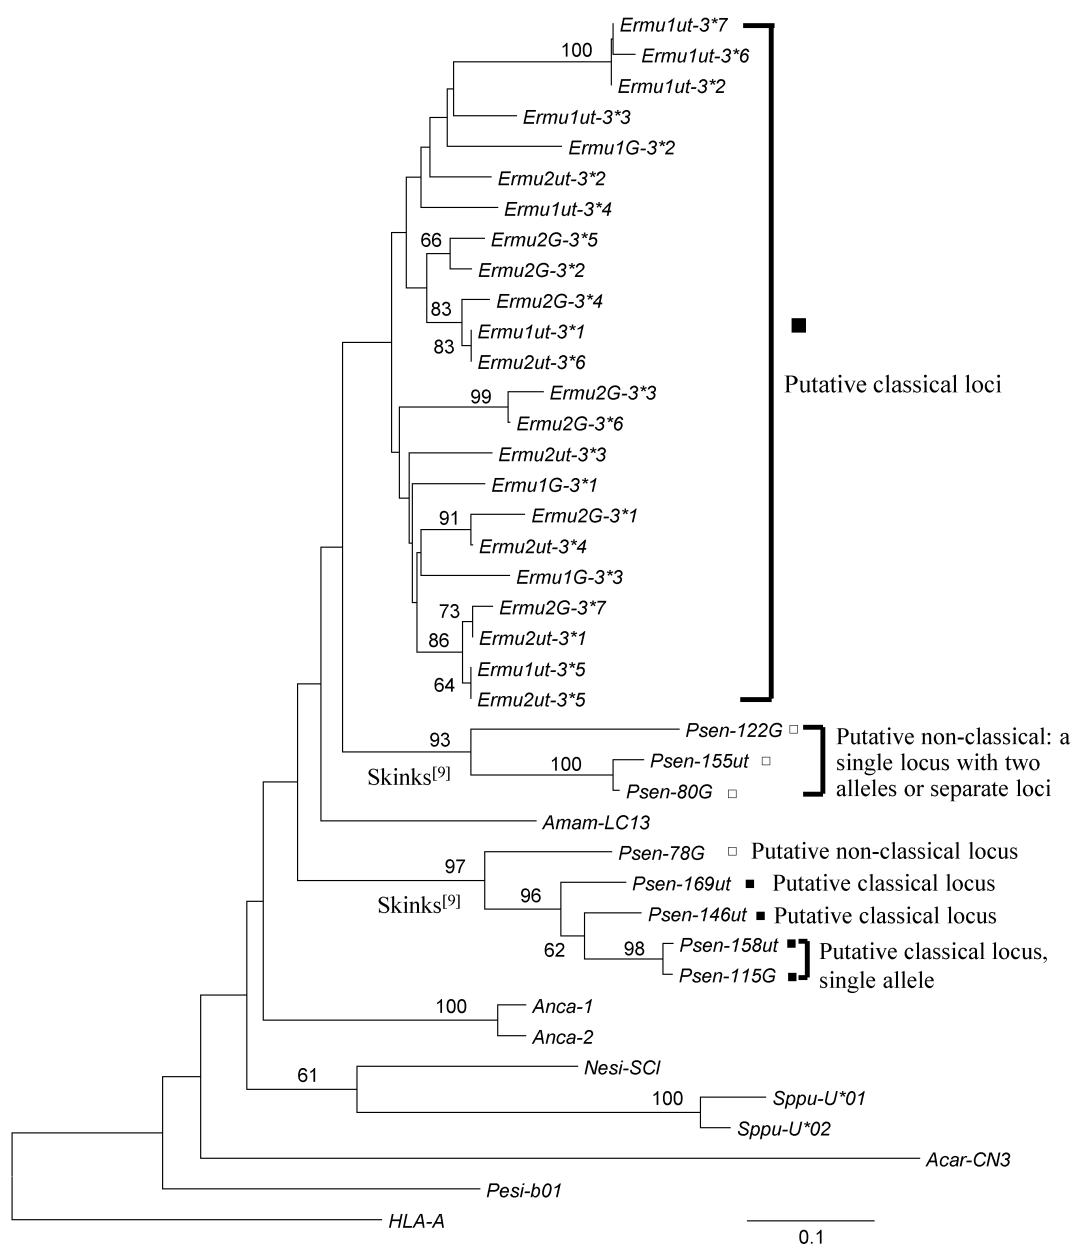 Ermu1ut-3*7
100
Ermu1ut-3*6
Ermu1ut-3*2
Ermu1ut-3*3
Ermu1G-3*2
Ermu2ut-3*2
Ermu1ut-3*4
66
Ermu2G-3*5
Ermu2G-3*2
Ermu2G-3*4
83
Ermu1ut-3*1
83
Ermu2ut-3*6
Putative classical loci
99
Ermu2G-3*3
Ermu2G-3*6
Ermu2ut-3*3
Ermu1G-3*1
91
Ermu2G-3*1
Ermu2ut-3*4
Ermu1G-3*3
73
Ermu2G-3*7
86
Ermu2ut-3*1
Ermu1ut-3*5
64
Ermu2ut-3*5
93
Psen-122G
Skinks[9]
100
Psen-155ut
Psen-80G
Putative non-classical: a
single locus with two
alleles or separate loci
Amam-LC13
97
Psen-78G
Putative non-classical locus
Skinks[9]
96
Psen-169ut
Putative classical locus
Psen-146ut
Putative classical locus
62
98
Psen-158ut
Psen-115G
Putative classical locus,
single allele
100
Anca-1
Anca-2
61
Nesi-SCI
100
Sppu-U*01
Sppu-U*02
Acar-CN3
Pesi-b01
HLA-A
0.1